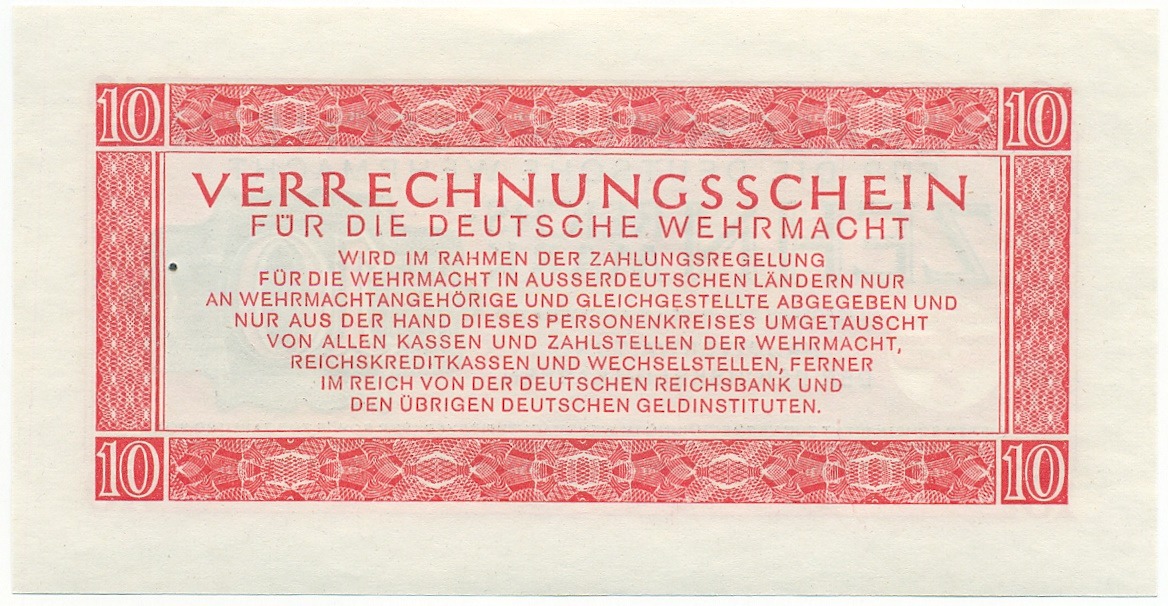 10 10
VERRECHNUNGSSCHEIN
FÜR DIE DEUTSCHE WEHRMACHT
WIRD IM RAHMEN DER ZAHLUNGSREGELUNG
FÜR DIE WEHRMACHT IN AUSSERDEUTSCHEN LÄNDERN NUR
AN WEHRMACHTANGEHÖRIGE UND GLEICHGESTELLTE ABGEGEBEN UND
NUR AUS DER HAND DIESES PERSONENKREISES UMGETAUSCHT
VON ALLEN KASSEN UND ZAHLSTELLEN DER WEHRMACHT,
REICHSKREDITKASSEN UND WECHSELSTELLEN, FERNER
IM REICH VON DER DEUTSCHEN REICHSBANK UND
DEN ÜBRIGEN DEUTSCHEN GELDINSTITUTEN.
10 10